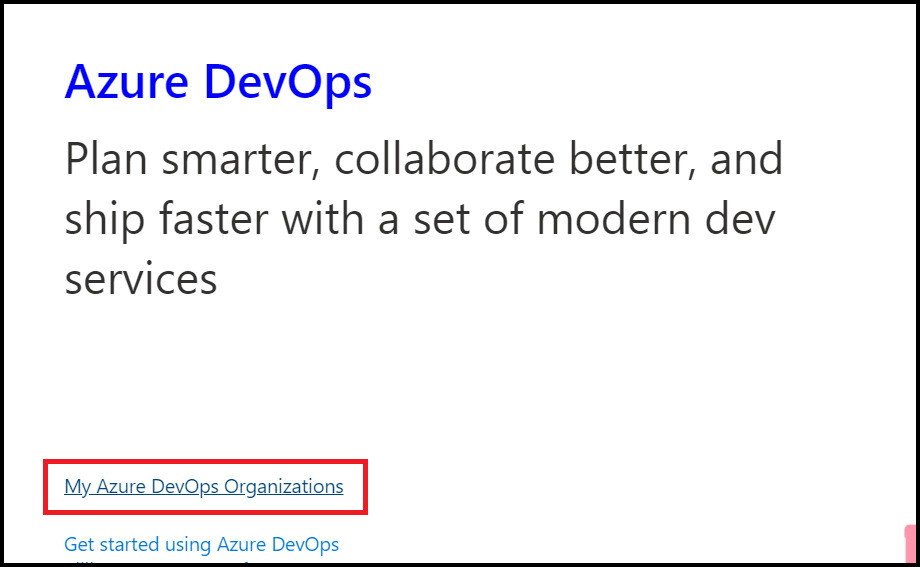 Azure DevOps
Plan smarter, collaborate better, and
ship faster with a set of modern dev
services
My Azure DevOps Organizations
Get started using Azure DevOps